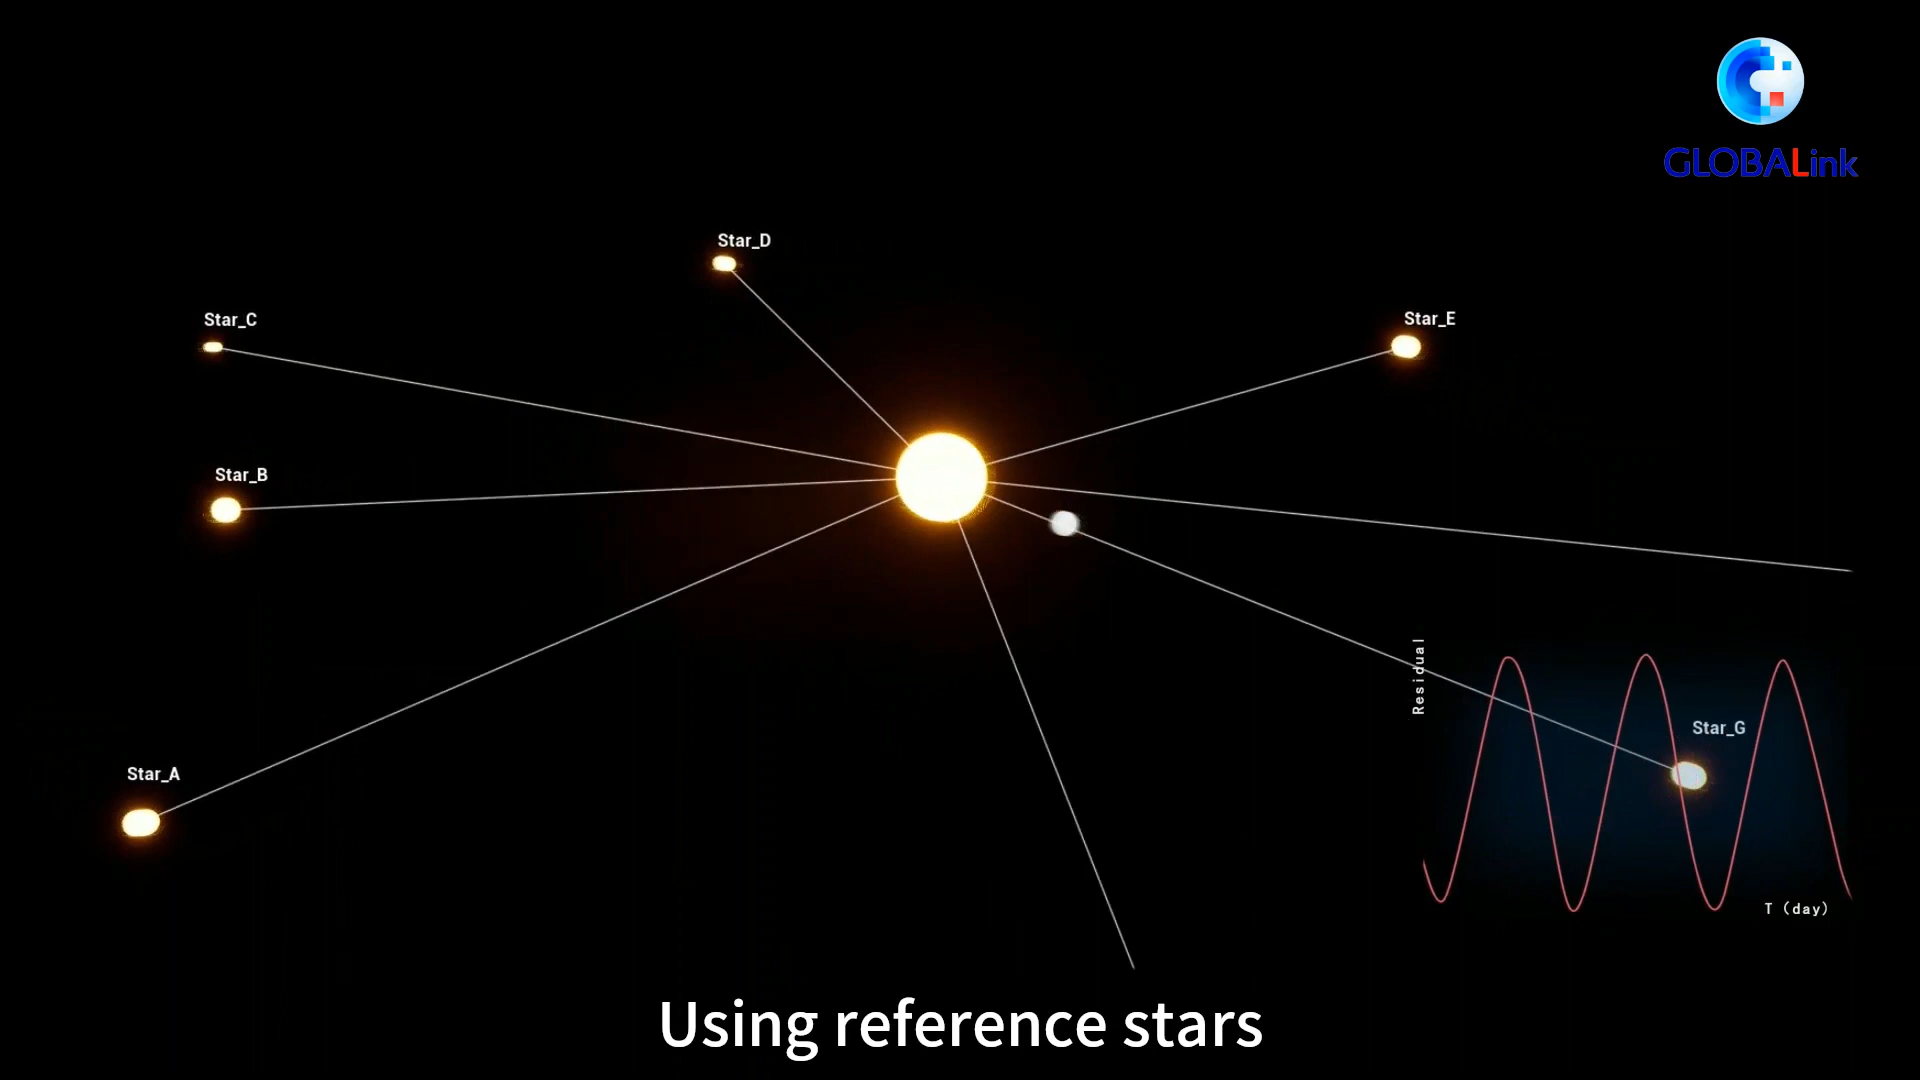 GLOBALink
Star_D
Star_C
Star_E
Star_B
Residual
Star_G
Star_A
T (day)
Using reference stars